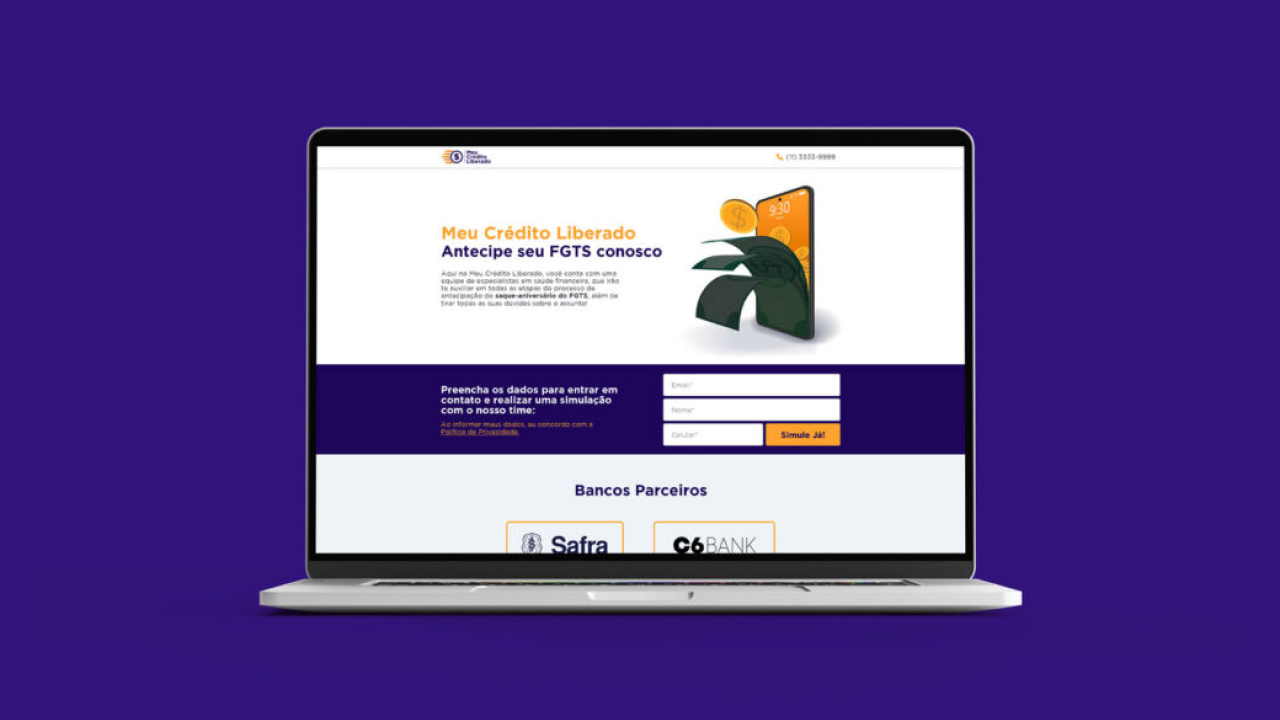 Meu
Crédito
Liberado
(11) 3333-9999
9:30
Meu Crédito Liberado
Antecipe seu FGTS conosco
Aqui na Meu Crédito Liberado, você conta com uma
equipe de especialistas em saúde financeira, que irão
te auxiliar em todas as etapas do processo de
antecipação do saque-aniversário do FGTS, além de
tirar todas as suas dúvidas sobre o assunto!
Preencha os dados para entrar em
contato e realizar uma simulação
com o nosso time:
Ao informar meus dados, eu concordo com a
Política de Privacidade.
Email*
Nome*
Celular*
Simule Já!
Bancos Parceiros
Safra
C6 BANK